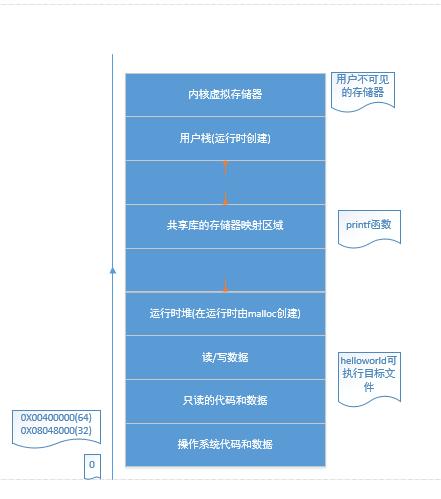 用户不可见
的存储器
内核虚拟存储器
用户栈(运行时创建)
共享库的存储器映射区域
printf函数
运行时堆(在运行时由malloc创建)
读/写数据
helloworld可
执行目标文
件
只读的代码和数据
0X00400000(64)
0X08048000(32)
操作系统代码和数据
0